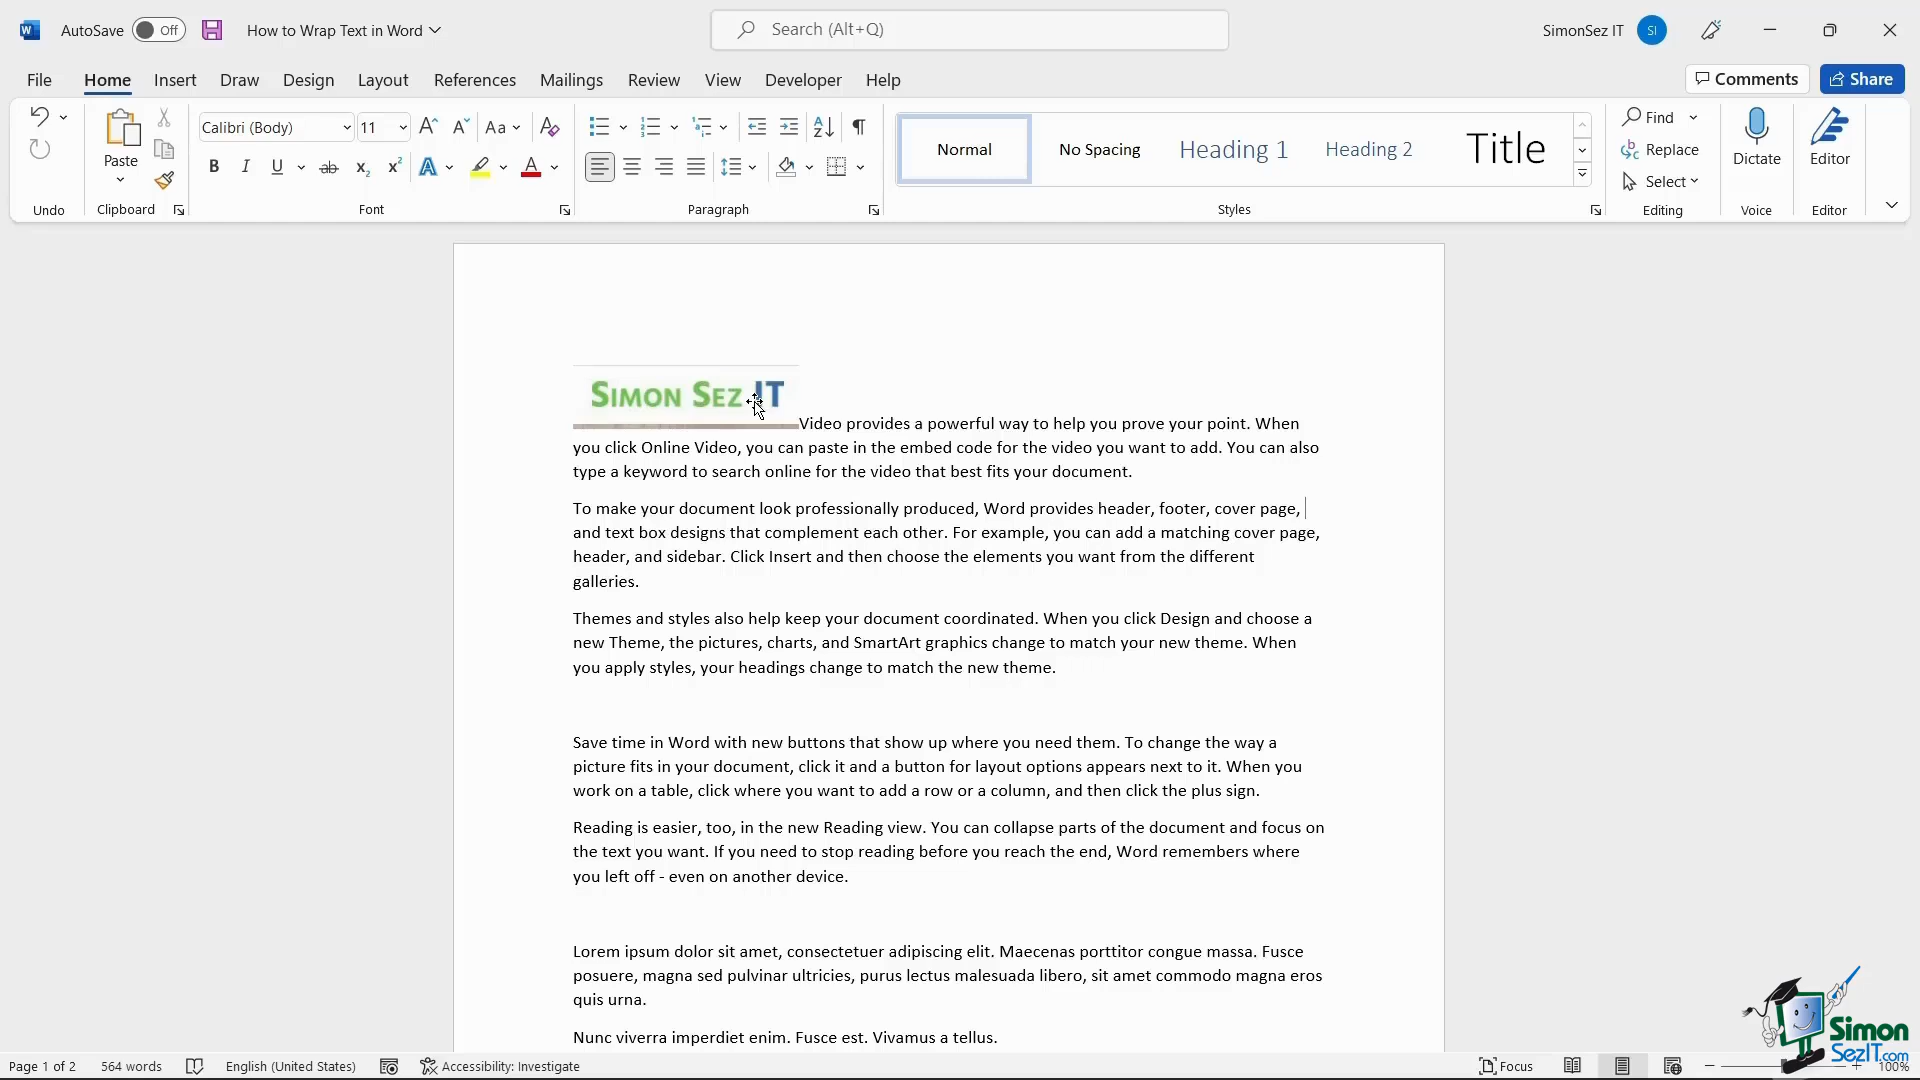 AutoSave Off How to Wrap Text in Word Search (Alt+Q) SimonSez IT SI
File Home Insert Draw Design Layout References Mailings Review View Developer Help Comments Share
Paste
Undo Clipboard
Calibri (Body) 11 Aa
B I U ab x₂ x² A A
Font
Paragraph
Normal No Spacing Heading 1 Heading 2 Title
Styles
Find
Replace
Select
Editing
Dictate
Voice
Editor
Editor
SIMON SEZ IT
Video provides a powerful way to help you prove your point. When
you click Online Video, you can paste in the embed code for the video you want to add. You can also
type a keyword to search online for the video that best fits your document.
To make your document look professionally produced, Word provides header, footer, cover page,
and text box designs that complement each other. For example, you can add a matching cover page,
header, and sidebar. Click Insert and then choose the elements you want from the different
galleries.
Themes and styles also help keep your document coordinated. When you click Design and choose a
new Theme, the pictures, charts, and SmartArt graphics change to match your new theme. When
you apply styles, your headings change to match the new theme.
Save time in Word with new buttons that show up where you need them. To change the way a
picture fits in your document, click it and a button for layout options appears next to it. When you
work on a table, click where you want to add a row or a column, and then click the plus sign.
Reading is easier, too, in the new Reading view. You can collapse parts of the document and focus on
the text you want. If you need to stop reading before you reach the end, Word remembers where
you left off - even on another device.
Lorem ipsum dolor sit amet, consectetuer adipiscing elit. Maecenas porttitor congue massa. Fusce
posuere, magna sed pulvinar ultricies, purus lectus malesuada libero, sit amet commodo magna eros
quis urna.
Nunc viverra imperdiet enim. Fusce est. Vivamus a tellus.
Simon
SezIT.com
Page 1 of 2 564 words English (United States) Accessibility: Investigate Focus 100%